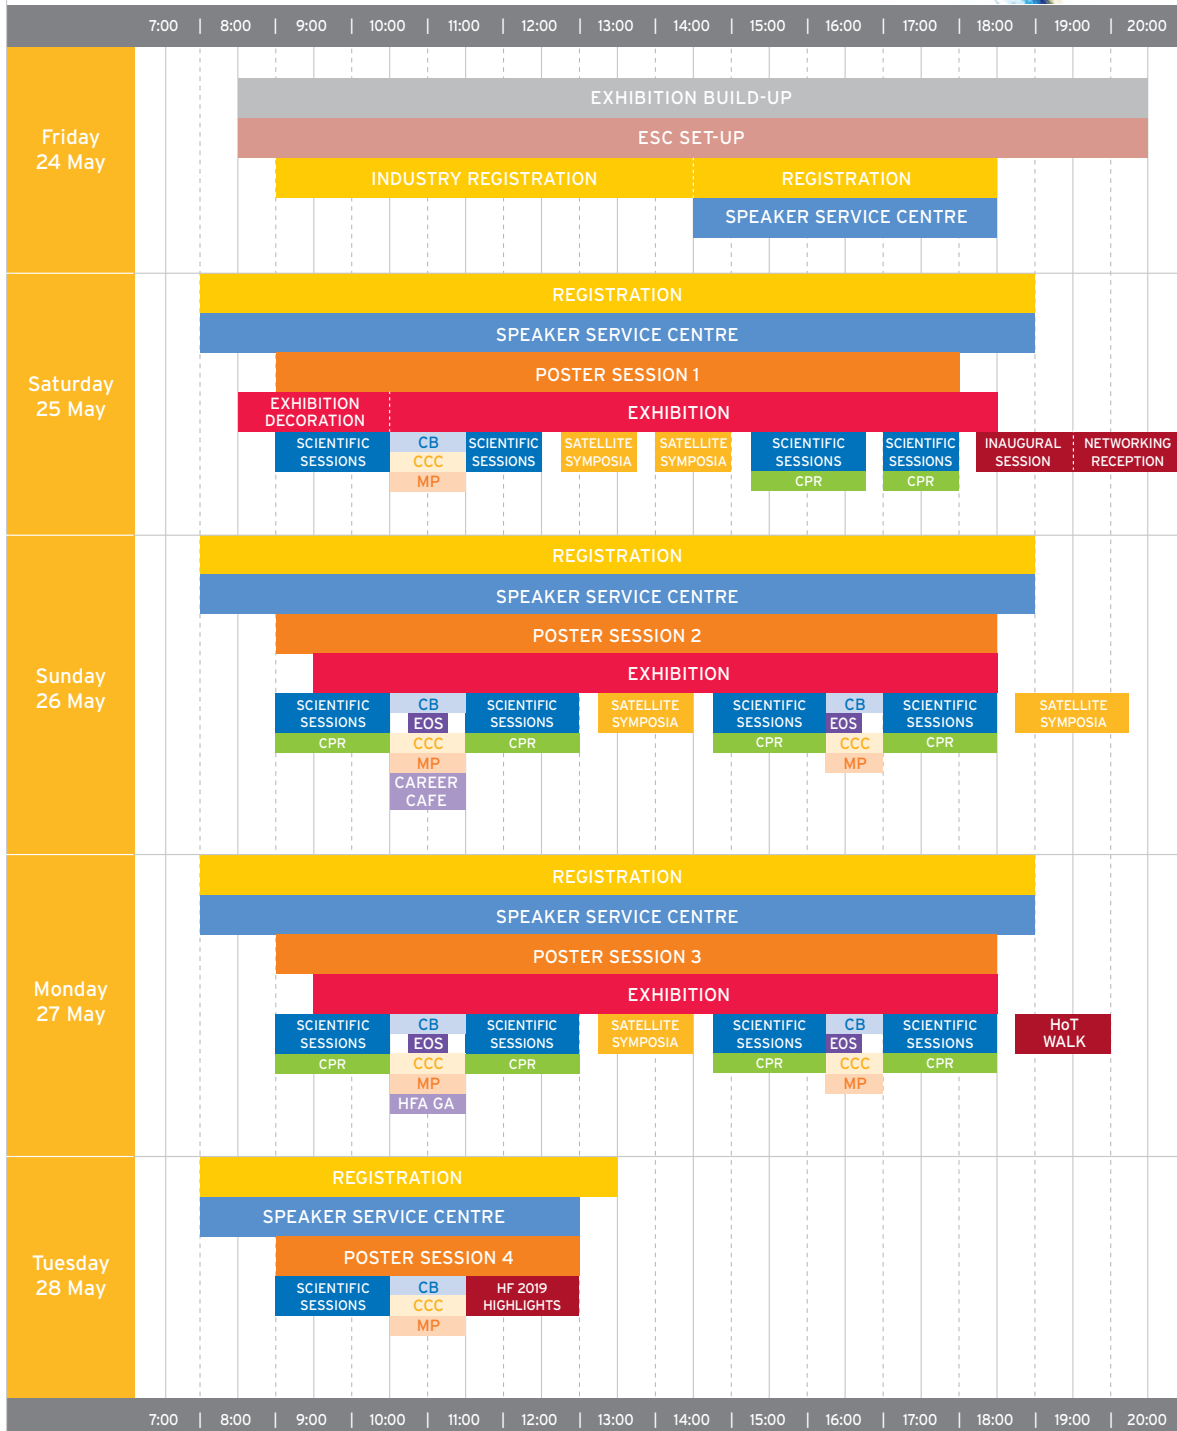 7:00 | 8:00 | 9:00 | 10:00 | 11:00 | 12:00 | 13:00 | 14:00 | 15:00 | 16:00 | 17:00 | 18:00 | 19:00 | 20:00
Friday
24 May
EXHIBITION BUILD-UP
ESC SET-UP
INDUSTRY REGISTRATION REGISTRATION
SPEAKER SERVICE CENTRE
Saturday
25 May
REGISTRATION
SPEAKER SERVICE CENTRE
POSTER SESSION 1
EXHIBITION
DECORATION
EXHIBITION
SCIENTIFIC
SESSIONS
CB
CCC
MP
SCIENTIFIC
SESSIONS
SATELLITE
SYMPOSIA
SATELLITE
SYMPOSIA
SCIENTIFIC
SESSIONS
CPR
SCIENTIFIC
SESSIONS
CPR
INAUGURAL
SESSION
NETWORKING
RECEPTION
Sunday
26 May
REGISTRATION
SPEAKER SERVICE CENTRE
POSTER SESSION 2
EXHIBITION
SCIENTIFIC
SESSIONS
CPR
CB
EOS
CCC
MP
CAREER
CAFE
SCIENTIFIC
SESSIONS
CPR
SATELLITE
SYMPOSIA
SCIENTIFIC
SESSIONS
CPR
CB
EOS
CCC
MP
SCIENTIFIC
SESSIONS
CPR
SATELLITE
SYMPOSIA
Monday
27 May
REGISTRATION
SPEAKER SERVICE CENTRE
POSTER SESSION 3
EXHIBITION
SCIENTIFIC
SESSIONS
CPR
CB
EOS
CCC
MP
HFA GA
SCIENTIFIC
SESSIONS
CPR
SATELLITE
SYMPOSIA
SCIENTIFIC
SESSIONS
CPR
CB
EOS
CCC
MP
SCIENTIFIC
SESSIONS
CPR
HoT
WALK
Tuesday
28 May
REGISTRATION
SPEAKER SERVICE CENTRE
POSTER SESSION 4
SCIENTIFIC
SESSIONS
CB
CCC
MP
HF 2019
HIGHLIGHTS
7:00 | 8:00 | 9:00 | 10:00 | 11:00 | 12:00 | 13:00 | 14:00 | 15:00 | 16:00 | 17:00 | 18:00 | 19:00 | 20:00